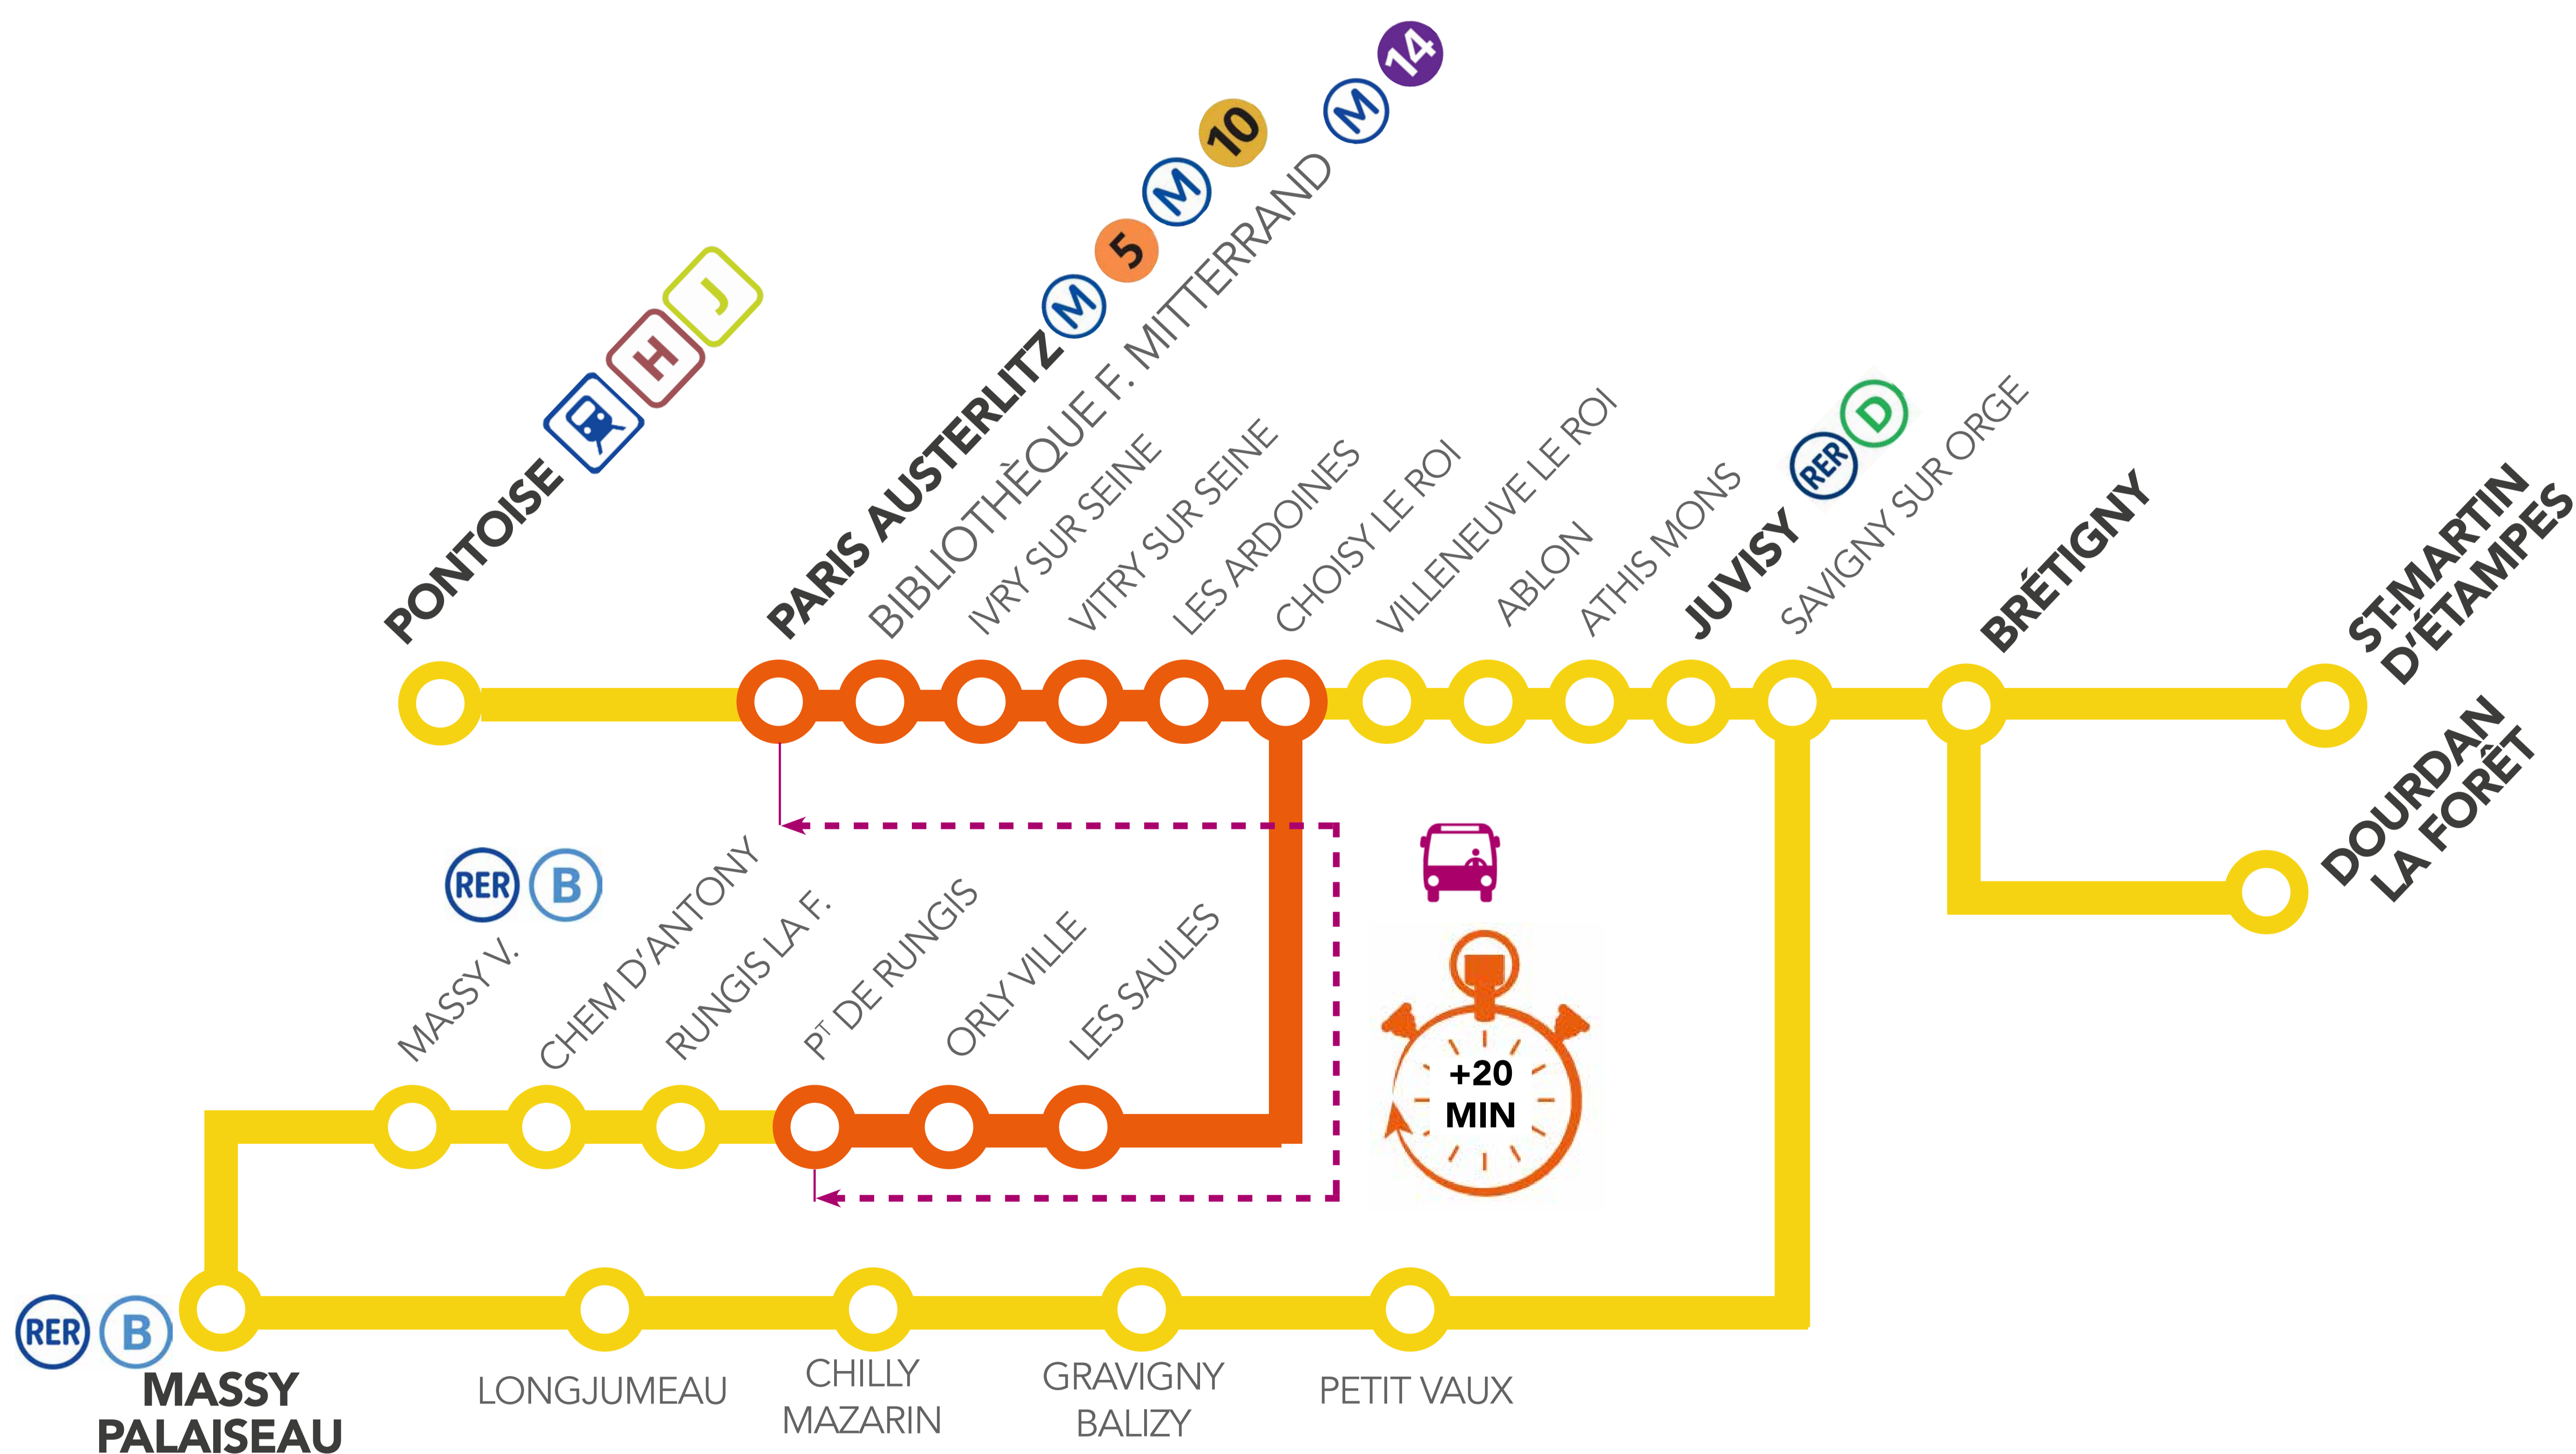 PONTOISE
H
J
PARIS AUSTERLITZ
M
5
M
10
BIBLIOTHÈQUE F. MITTERRAND
M
14
IVRY SUR SEINE
VITRY SUR SEINE
LES ARDOINES
CHOISY LE ROI
VILLENEUVE LE ROI
ABLON
ATHIS MONS
JUVISY
RER
D
SAVIGNY SUR ORGE
BRÉTIGNY
ST-MARTIN
D'ÉTAMPES
DOURDAN
LA FORÊT
RER
B
MASSY V.
CHEM D'ANTONY
RUNGIS LA F.
PT DE RUNGIS
ORLY VILLE
LES SAULES
+20
MIN
RER
B
MASSY
PALAISEAU
LONGJUMEAU
CHILLY
MAZARIN
GRAVIGNY
BALIZY
PETIT VAUX